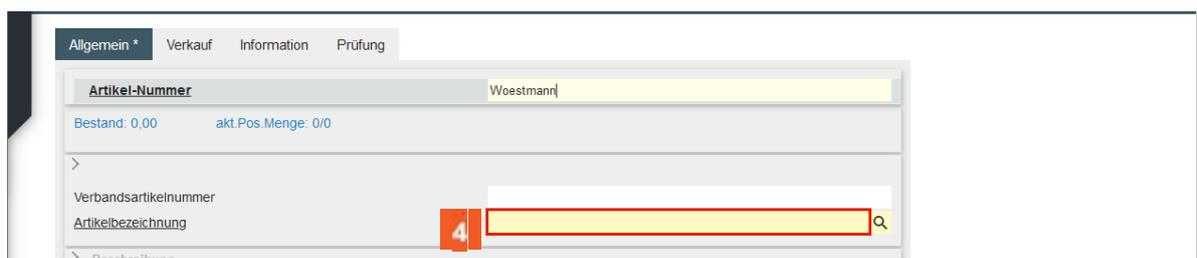 Allgemein * Verkauf Information Prüfung
Artikel-Nummer Woestmann
Bestand: 0,00 akt.Pos.Menge: 0/0
Verbandsartikelnummer
Artikelbezeichnung 4